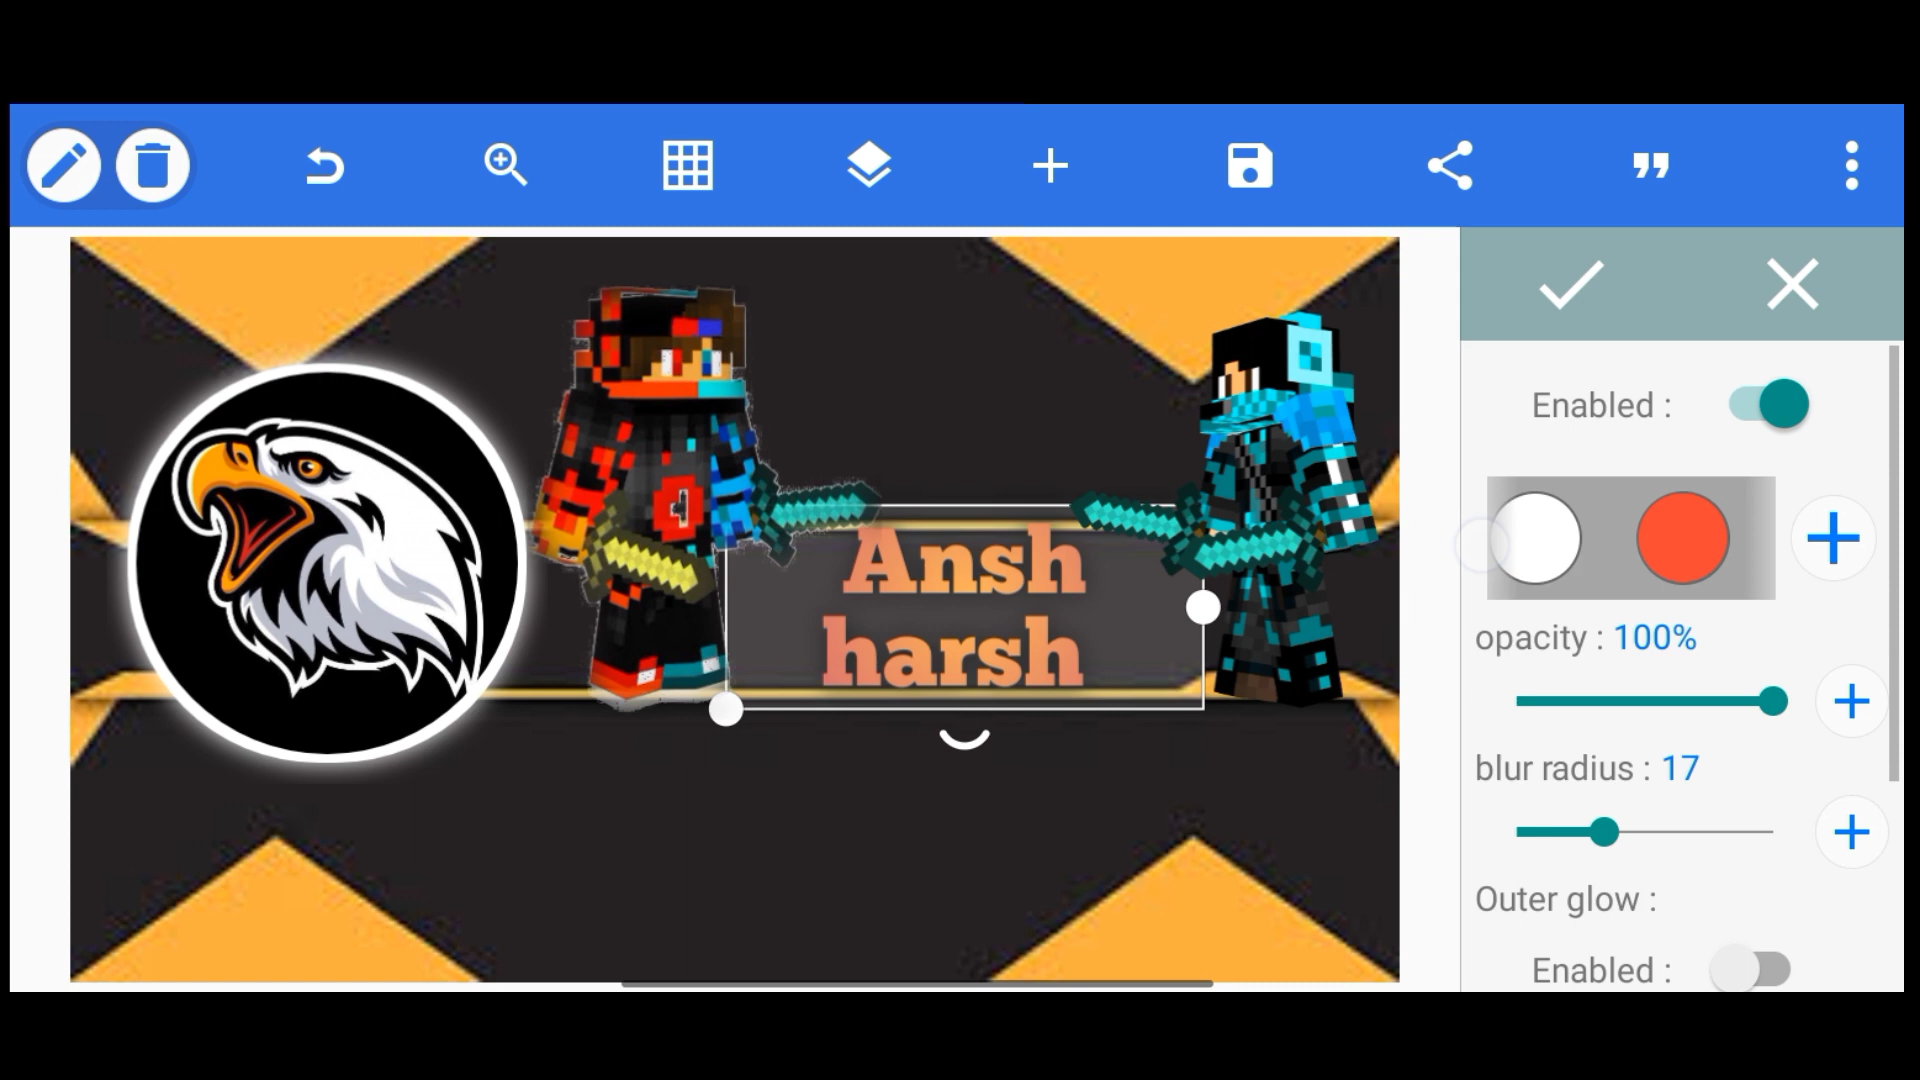 Enabled :
Ansh
harsh
opacity : 100%
blur radius : 17
Outer glow :
Enabled :